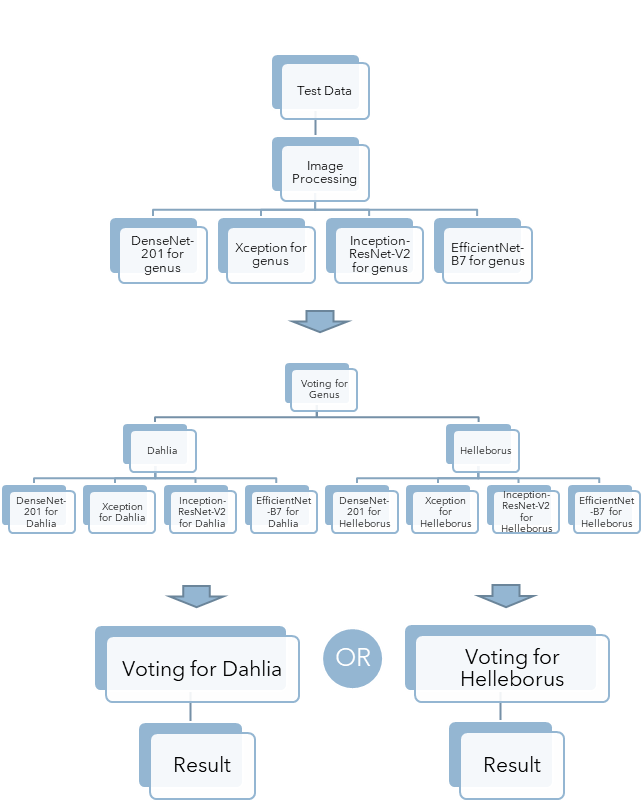 Test Data
Image
Processing
DenseNet-
201 for
genus
Xception for
genus
Inception-
ResNet-V2
for genus
EfficientNet-
B7 for genus
Voting for
Genus
Dahlia
Helleborus
DenseNet-
201 for
Dahlia
Xception
for Dahlia
Inception-
ResNet-V2
for Dahlia
EfficientNet
-B7 for
Dahlia
DenseNet-
201 for
Helleborus
Xception
for
Helleborus
Inception-
ResNet-V2
for
Helleborus
EfficientNet
-B7 for
Helleborus
Voting for Dahlia
OR
Voting for
Helleborus
Result
Result